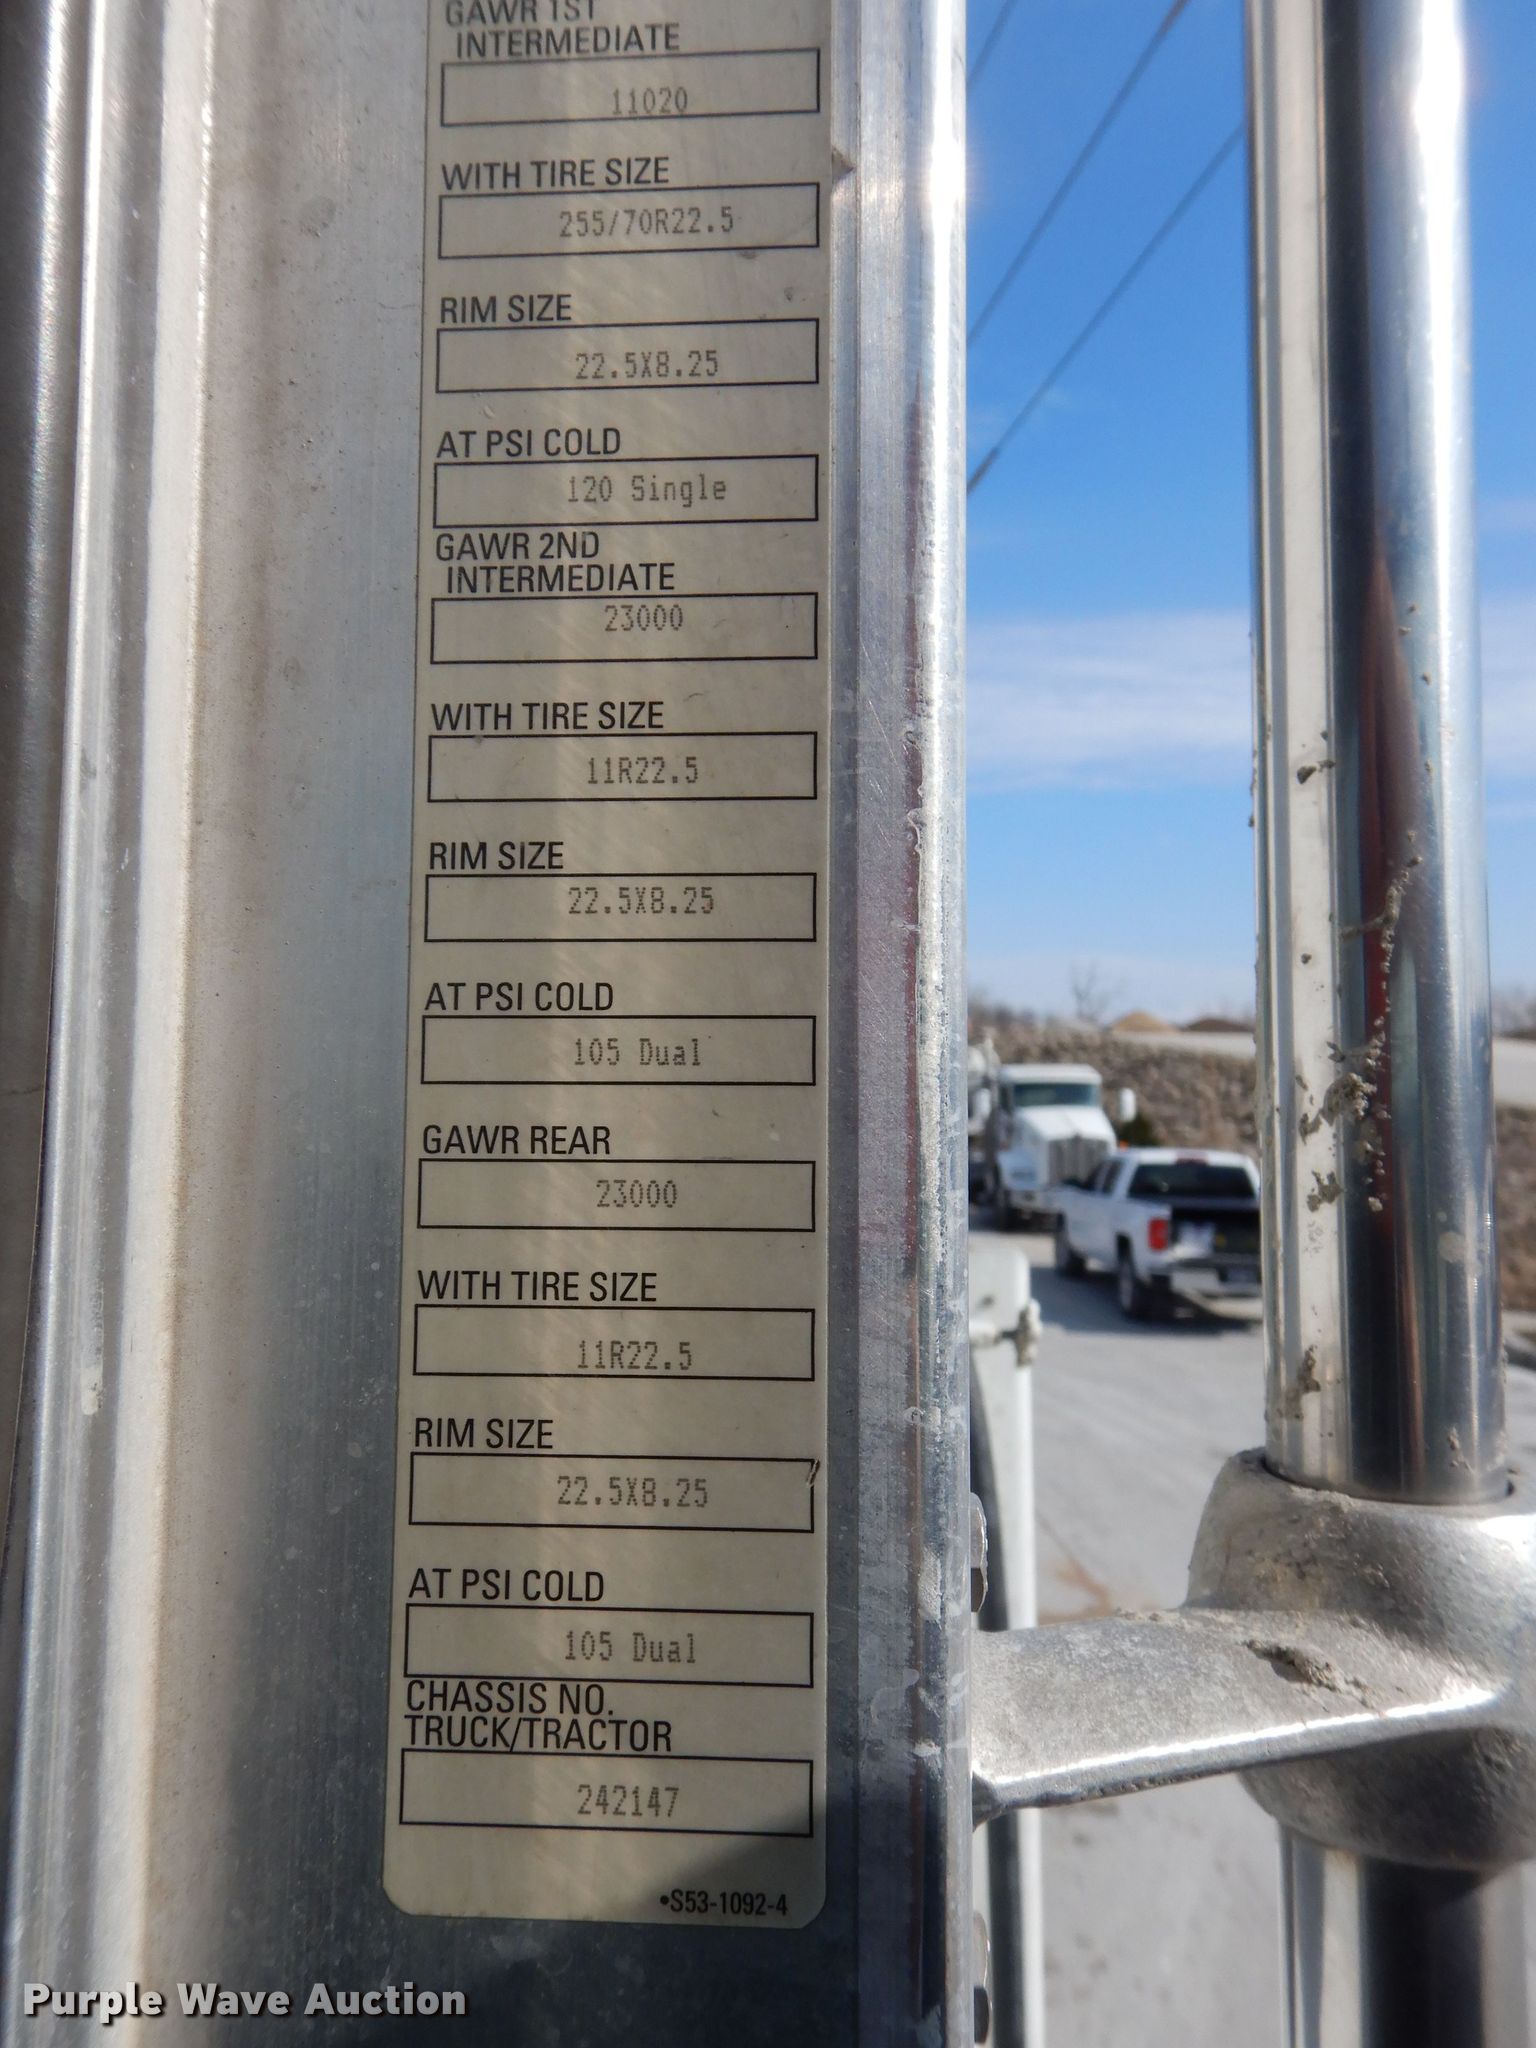 GAWR 1ST
INTERMEDIATE
11020
WITH TIRE SIZE
255/70R22.5
RIM SIZE
22.5X8.25
AT PSI COLD
120 Single
GAWR 2ND
INTERMEDIATE
23000
WITH TIRE SIZE
11R22.5
RIM SIZE
22.5X8.25
AT PSI COLD
105 Dual
GAWR REAR
23000
WITH TIRE SIZE
11R22.5
RIM SIZE
22.5X8.25
AT PSI COLD
105 Dual
CHASSIS NO.
TRUCK/TRACTOR
242147
•S53-1092-4
Purple Wave Auction